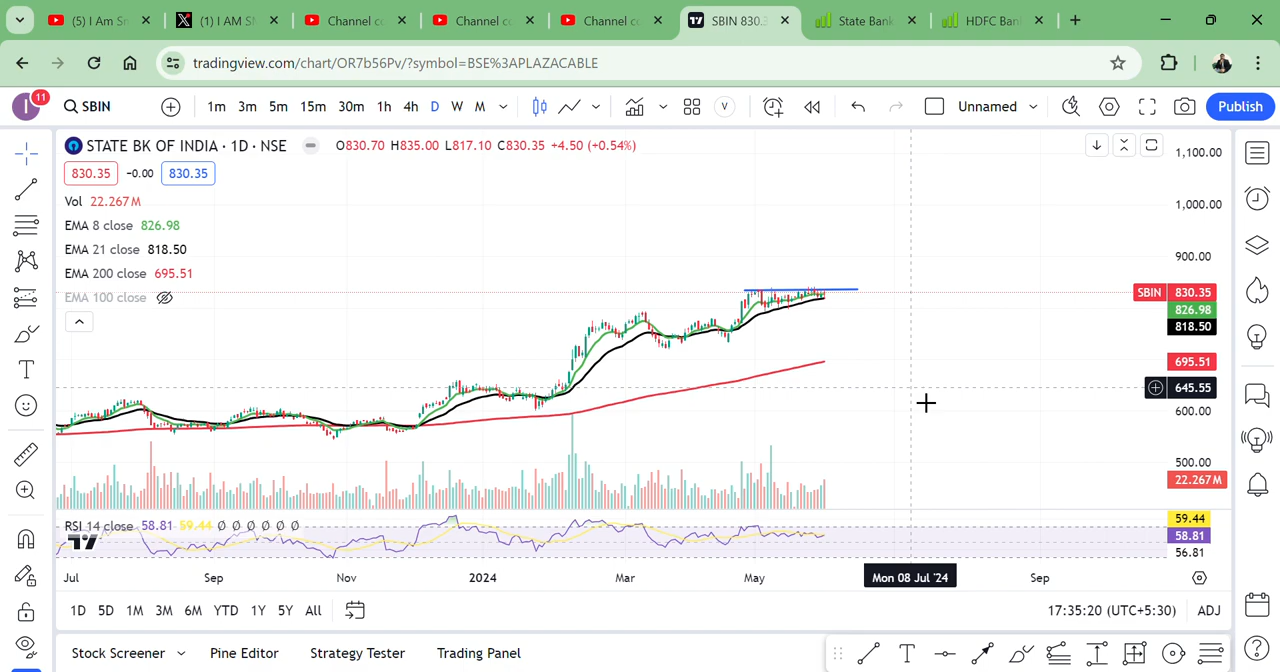 (5) I Am Sn
(1) I AM SM
Channel co
Channel co
Channel co
SBIN 830.3
State Bank
HDFC Ban
tradingview.com/chart/OR7b56Pv/?symbol=BSE%3APLAZACABLE
I 11 SBIN 1m 3m 5m 15m 30m 1h 4h D W M V Unnamed Publish
STATE BK OF INDIA · 1D · NSE O830.70 H835.00 L817.10 C830.35 +4.50 (+0.54%)
830.35 -0.00 830.35
Vol 22.267M
EMA 8 close 826.98
EMA 21 close 818.50
EMA 200 close 695.51
EMA 100 close
1,100.00
1,000.00
900.00
SBIN 830.35
826.98
818.50
695.51
645.55
600.00
500.00
22.267M
RSI 14 close 58.81 59.44 Ø Ø Ø Ø Ø Ø
59.44
58.81
56.81
Jul Sep Nov 2024 Mar May Mon 08 Jul '24 Sep
1D 5D 1M 3M 6M YTD 1Y 5Y All 17:35:20 (UTC+5:30) ADJ
Stock Screener Pine Editor Strategy Tester Trading Panel